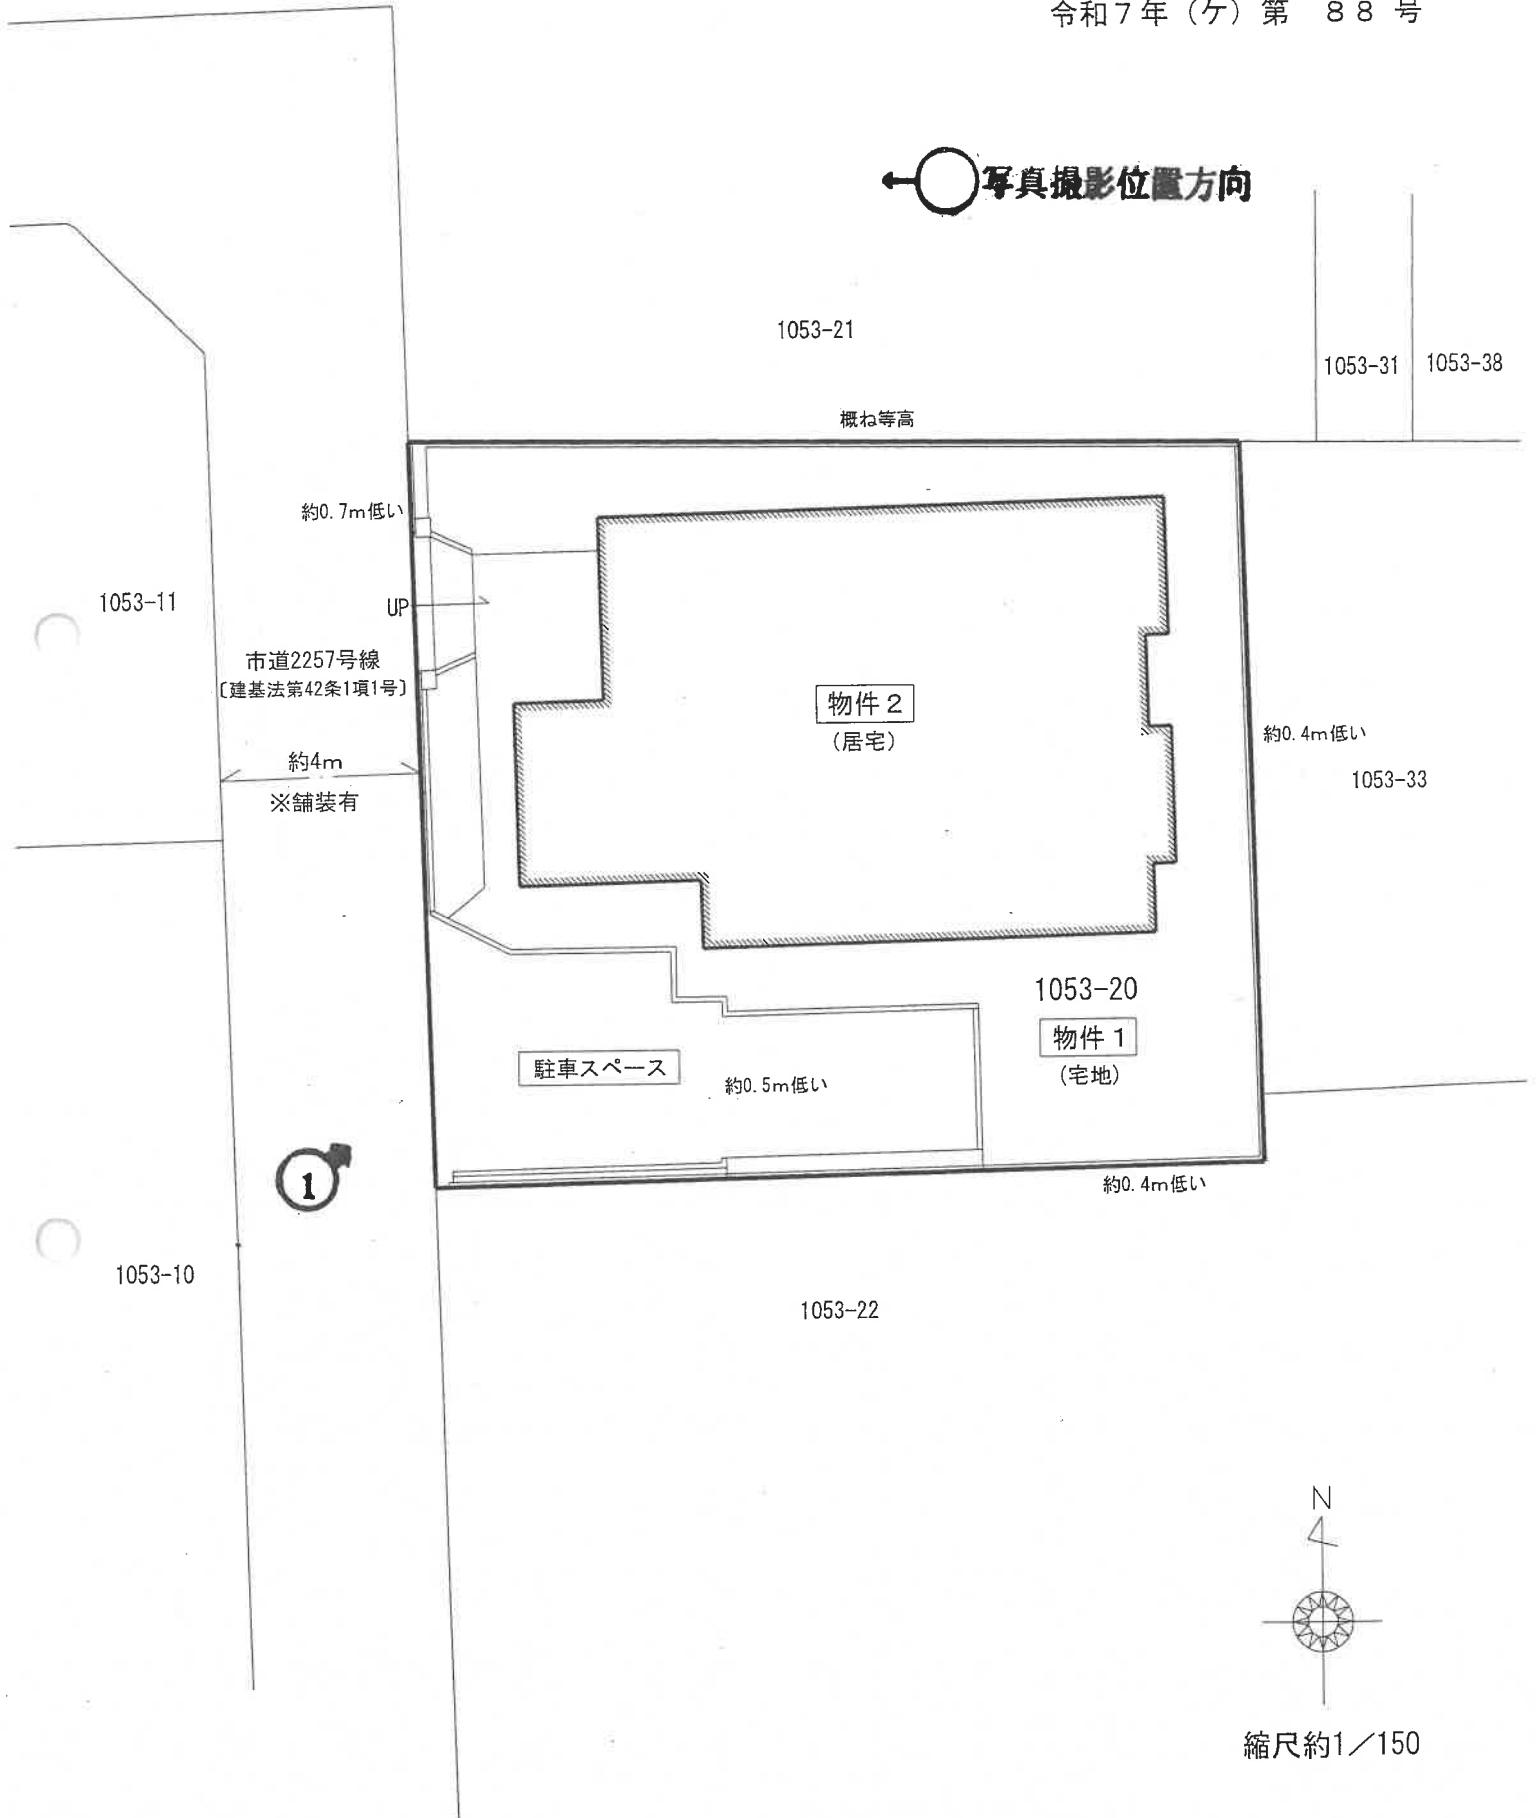 令和7年（ケ）第　88 号
写真撮影位置方向
1053-21
1053-31
1053-38
概ね等高
約0.7m低い
1053-11
UP
市道2257号線
〔建基法第42条1項1号〕
物件2
(居宅)
約0.4m低い
約4m
1053-33
※舗装有
1053-20
物件1
(宅地)
駐車スペース
約0.5m低い
1
約0.4m低い
1053-10
1053-22
N
縮尺約1／150